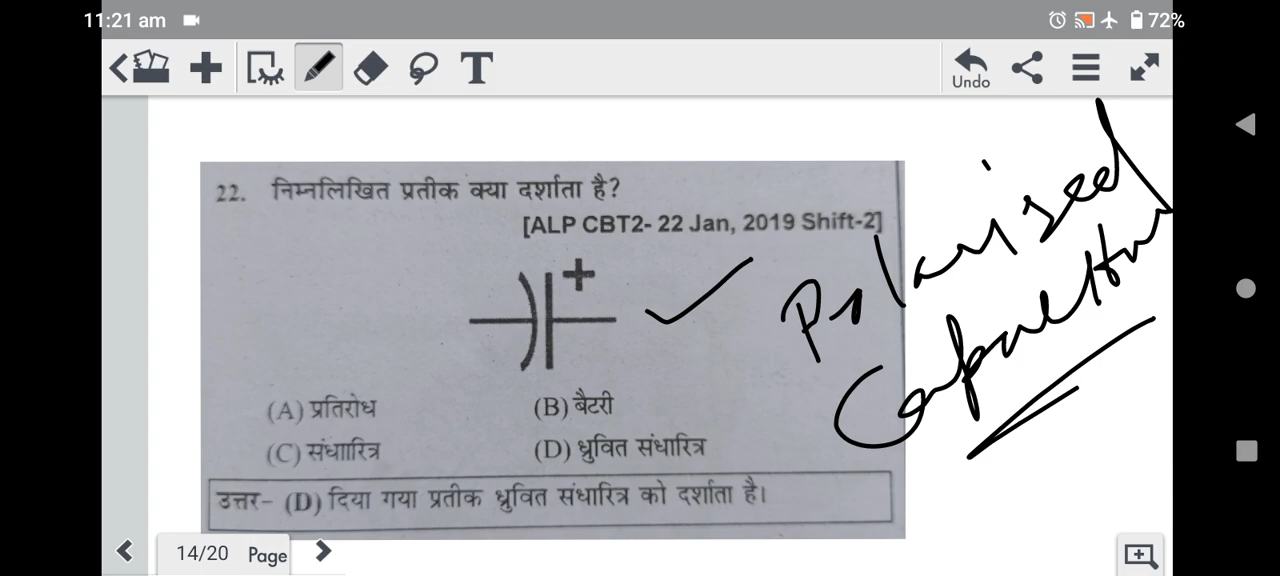 11:21 am
72%
T
Undo
22. निम्नलिखित प्रतीक क्या दर्शाता है?
[ALP CBT2- 22 Jan, 2019 Shift-2]
+
(A) प्रतिरोध (B) बैटरी
(C) संधाारित्र (D) ध्रुवित संधारित्र
उत्तर– (D) दिया गया प्रतीक ध्रुवित संधारित्र को दर्शाता है।
Polarised
14/20 Page